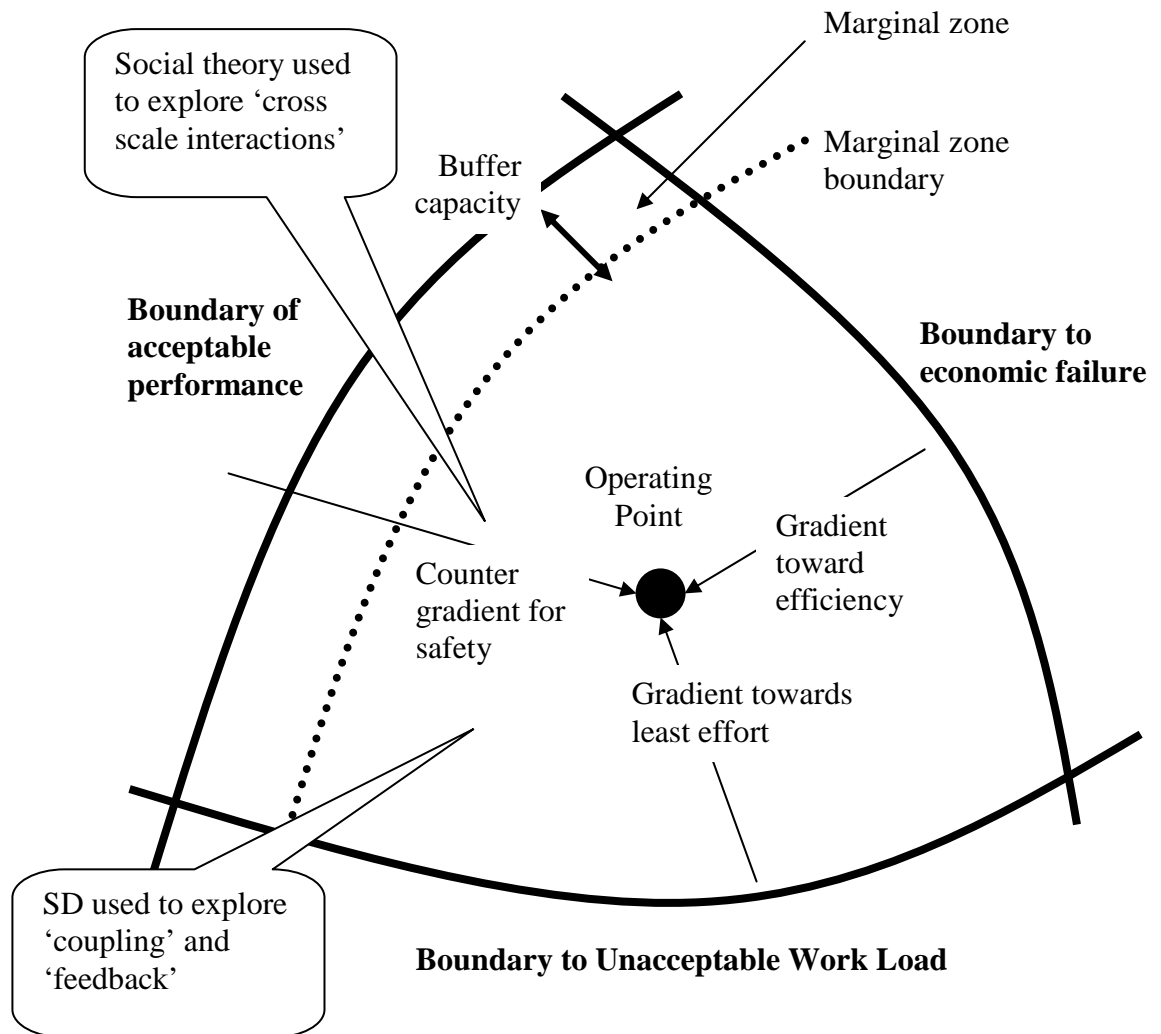 Marginal zone
Social theory used
to explore ‘cross
scale interactions’
Marginal zone
boundary
Buffer
capacity
Boundary of
acceptable
performance
Boundary to
economic failure
Operating
Point
Gradient
toward
efficiency
Counter
gradient for
safety
Gradient towards
least effort
SD used to explore
‘coupling’ and
‘feedback’
Boundary to Unacceptable Work Load